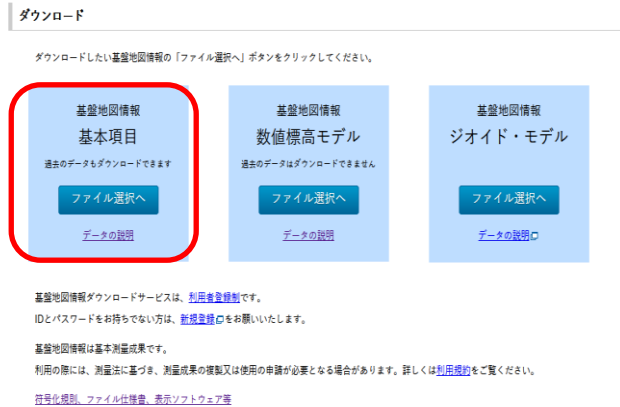 ダウンロード
ダウンロードしたい基盤地図情報の「ファイル選択へ」ボタンをクリックしてください。
基盤地図情報
基本項目
過去のデータもダウンロードできます
ファイル選択へ
データの説明
基盤地図情報
数値標高モデル
過去のデータはダウンロードできません
ファイル選択へ
データの説明
基盤地図情報
ジオイド・モデル
ファイル選択へ
データの説明
基盤地図情報ダウンロードサービスは、利用者登録制です。
IDとパスワードをお持ちでない方は、新規登録をお願いいたします。
基盤地図情報は基本測量成果です。
利用の際には、測量法に基づき、測量成果の複製又は使用の申請が必要となる場合があります。詳しくは利用規約をご覧ください。
符号化規則、ファイル仕様書、表示ソフトウェア等